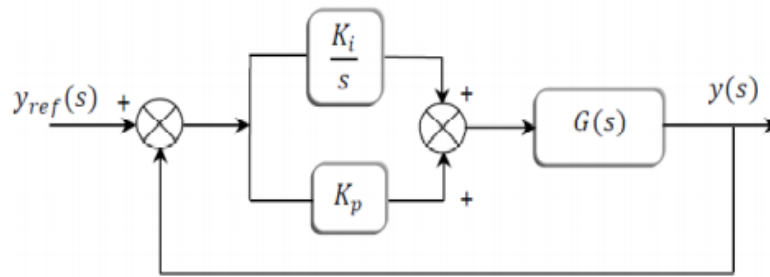 K_i
s
y_ref(s) +
+
G(s)
y(s)
K_p
+